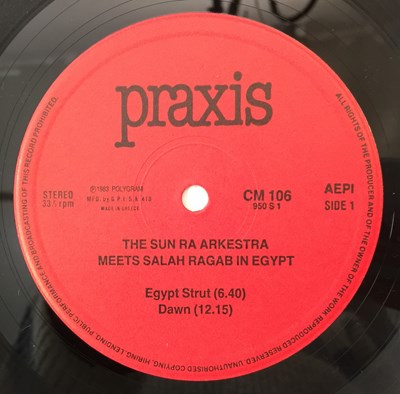 praxis
STEREO
33⅓ rpm
℗ 1983 POLYGRAM
MADE IN GREECE
CM 106
950 S 1
AEPI
SIDE 1
THE SUN RA ARKESTRA
MEETS SALAH RAGAB IN EGYPT
Egypt Strut (6.40)
Dawn (12.15)
ALL RIGHTS OF THE PRODUCER AND OF THE OWNER OF THE WORK REPRODUCED RESERVED. UNAUTHORISED COPYING, HIRING, LENDING, PUBLIC PERFORMANCE AND BROADCASTING OF THIS RECORD PROHIBITED.